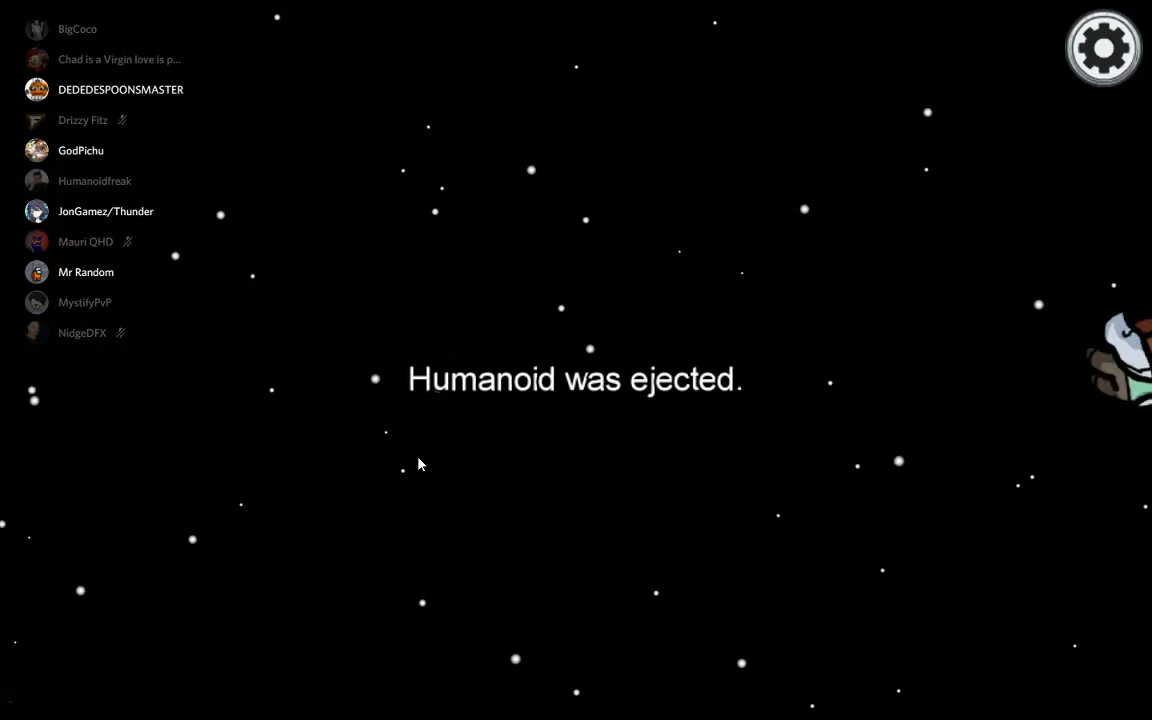 BigCoco
Chad is a Virgin love is p...
DEDEDESPOONSMASTER
Drizzy Fitz
GodPichu
Humanoidfreak
JonGamez/Thunder
Mauri QHD
Mr Random
MystifyPvP
NidgeDFX
Humanoid was ejected.